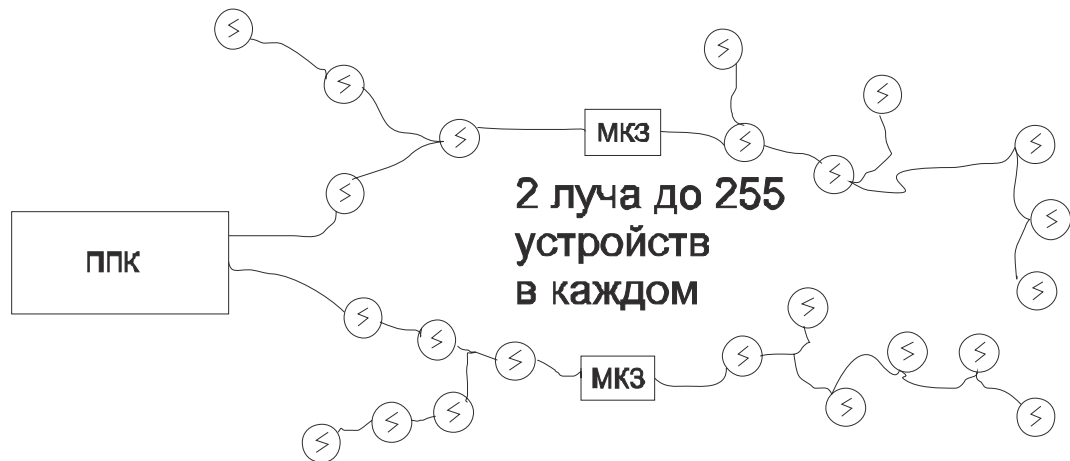 МКЗ
2 луча до 255
устройств
в каждом
ППК
МКЗ